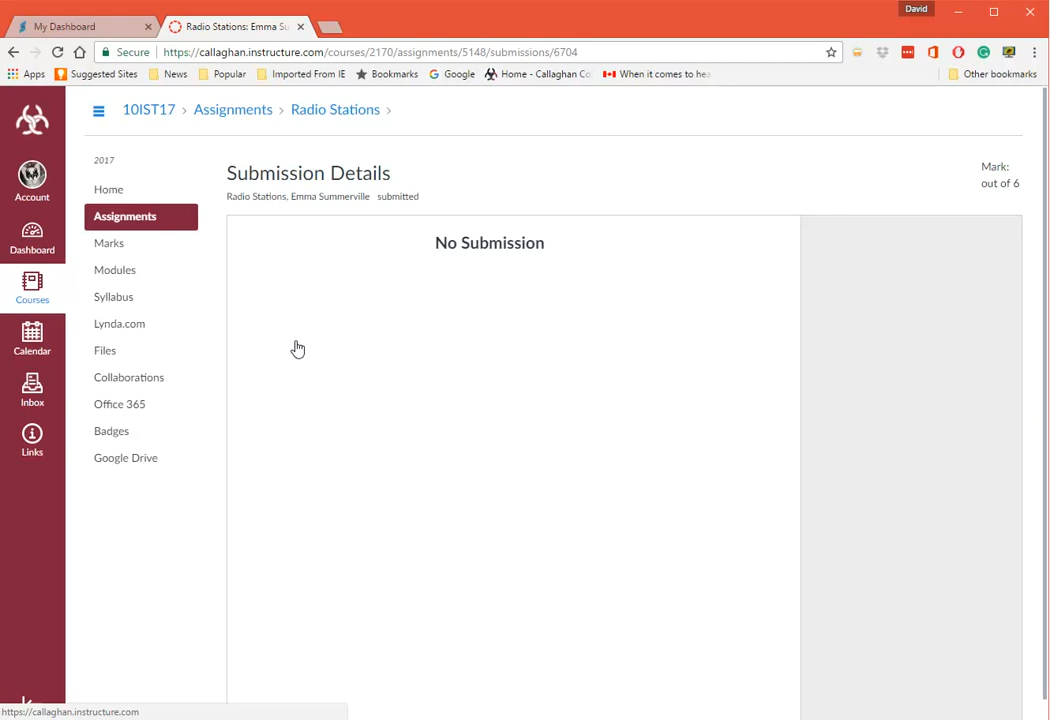 David
My Dashboard
Radio Stations: Emma Su
Secure
https://callaghan.instructure.com/courses/2170/assignments/5148/submissions/6704
Apps
Suggested Sites
News
Popular
Imported From IE
Bookmarks
Google
Home - Callaghan Co
When it comes to hea
Other bookmarks
10IST17 > Assignments > Radio Stations >
Account
Dashboard
Courses
Calendar
Inbox
Links
2017
Home
Assignments
Marks
Modules
Syllabus
Lynda.com
Files
Collaborations
Office 365
Badges
Google Drive
Submission Details
Radio Stations, Emma Summerville submitted
Mark:
out of 6
No Submission
https://callaghan.instructure.com